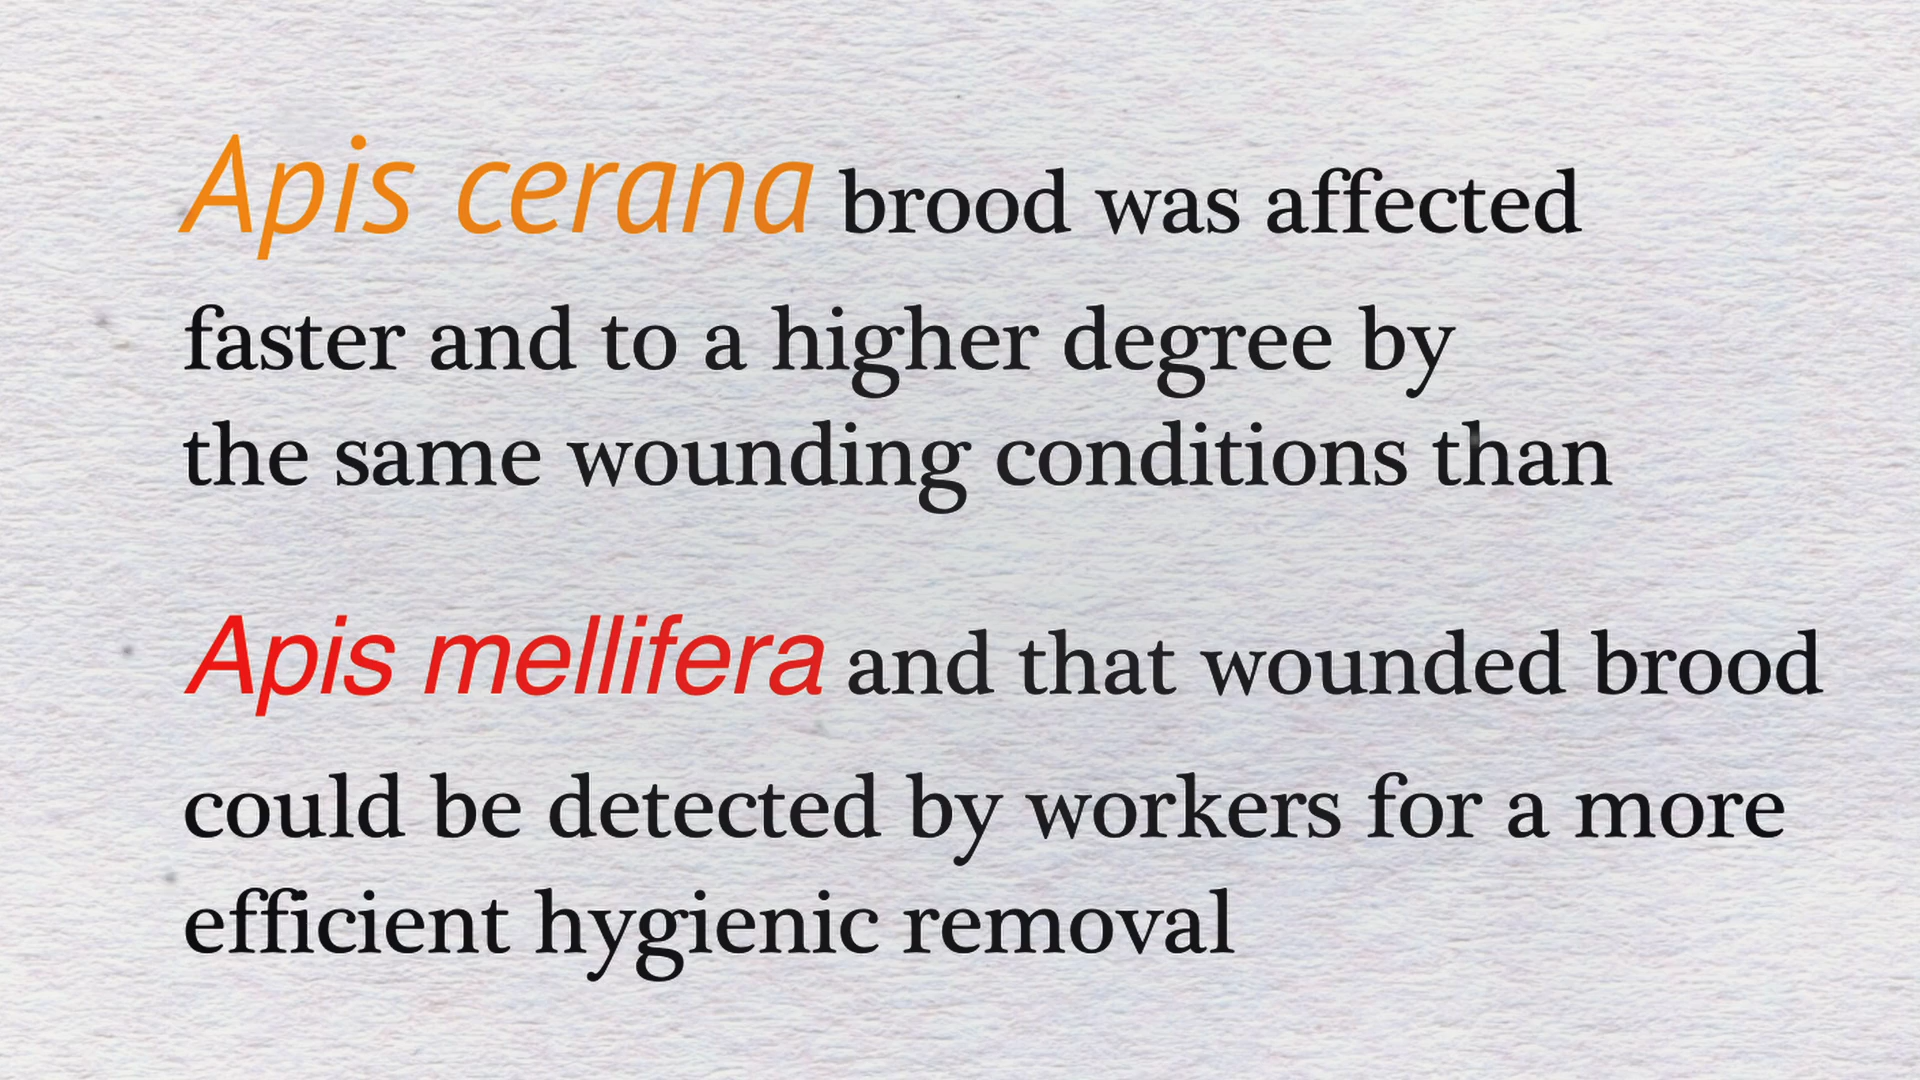 Apis cerana brood was affected
faster and to a higher degree by
the same wounding conditions than
Apis mellifera and that wounded brood
could be detected by workers for a more
efficient hygienic removal